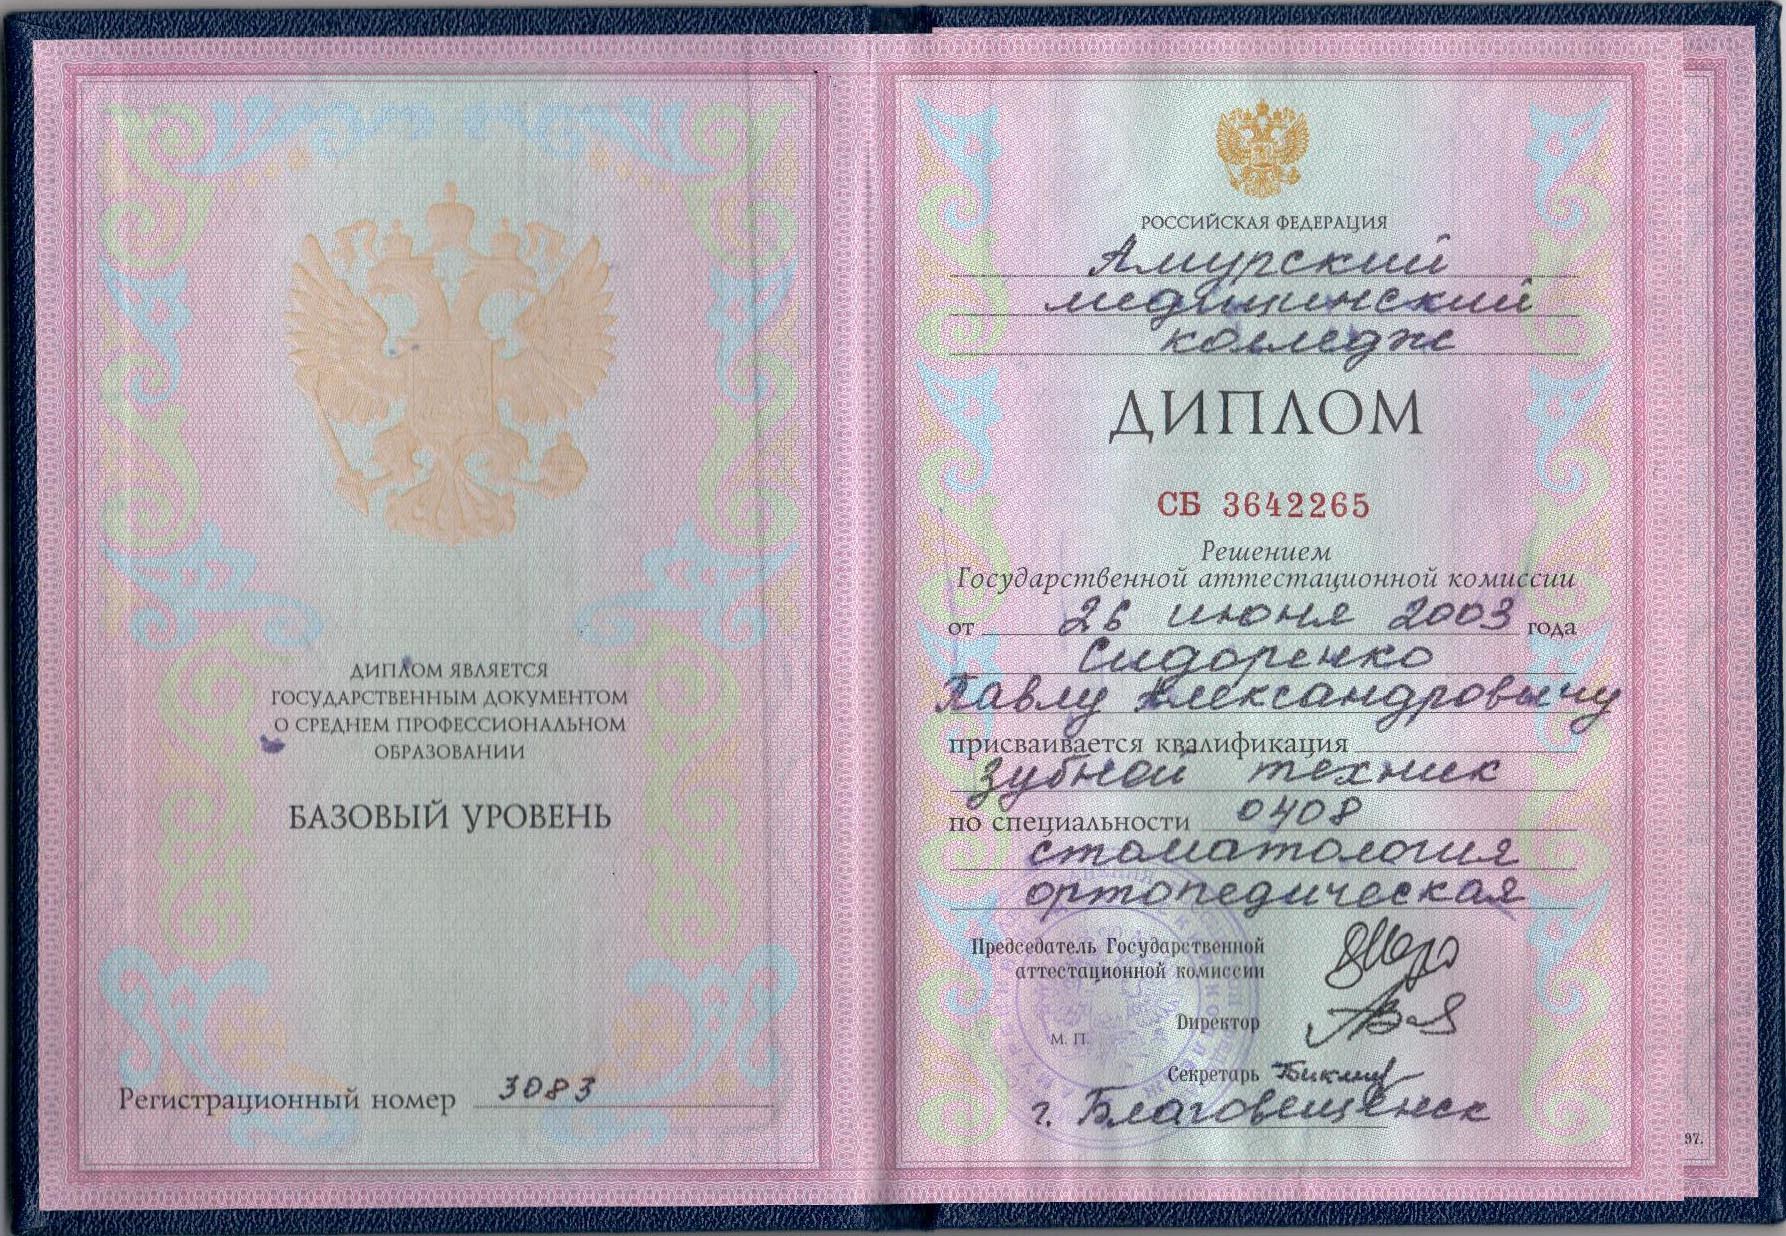 ДИПЛОМ ЯВЛЯЕТСЯ
ГОСУДАРСТВЕННЫМ ДОКУМЕНТОМ
О СРЕДНЕМ ПРОФЕССИОНАЛЬНОМ
ОБРАЗОВАНИИ
БАЗОВЫЙ УРОВЕНЬ
Регистрационный номер 3083
РОССИЙСКАЯ ФЕДЕРАЦИЯ
Амурский
медицинский
колледж
ДИПЛОМ
СБ 3642265
Решением
Государственной аттестационной комиссии
от 26 июня 2003 года
Сидоренко
Павлу Александровичу
присваивается квалификация
зубной техник
по специальности 0408
стоматология
ортопедическая
Председатель Государственной
аттестационной комиссии
Директор
М. П.
Секретарь
г. Благовещенск
97.